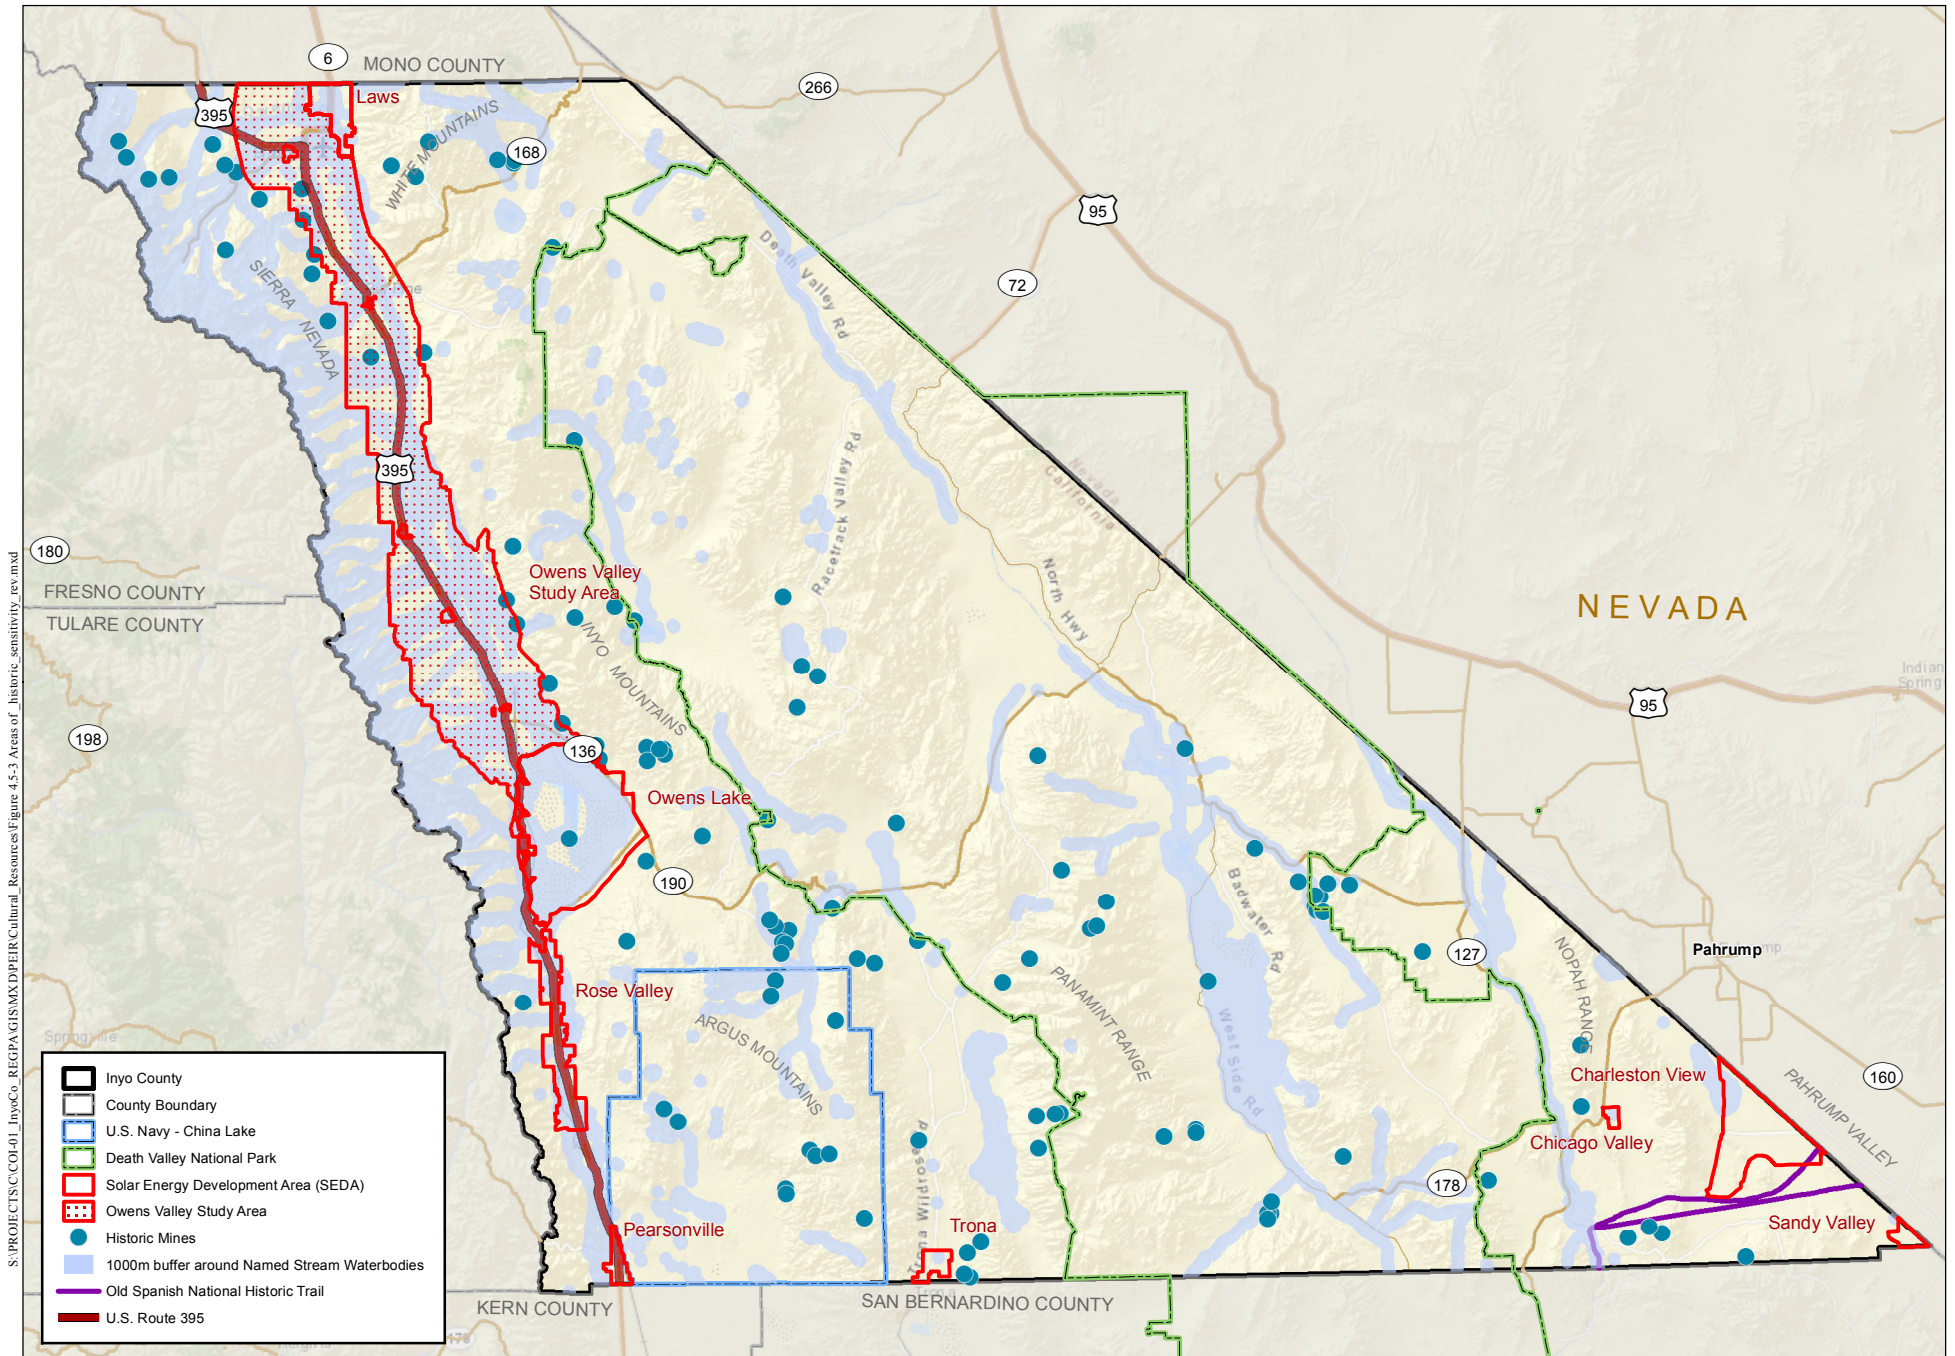 6
MONO COUNTY
266
Laws
395
168
WHITE MOUNTAINS
95
Death Valley Rd
72
SIERRA NEVADA
Racetrack Valley Rd
395
Nevada
California
180
Owens Valley
Study Area
North Hwy
FRESNO COUNTY
TULARE COUNTY
NEVADA
INYO MOUNTAINS
Indian
Springs
95
198
136
Owens Lake
190
Badwater Rd
127
NOPAH RANGE
Pahrump
Rose Valley
PANAMINT RANGE
ARGUS MOUNTAINS
West Side Rd
Charleston View
PAHRUMP VALLEY
160
Chicago Valley
178
Trona Wildrose Rd
Pearsonville
Trona
Sandy Valley
KERN COUNTY
SAN BERNARDINO COUNTY
Trona
Inyo County
County Boundary
U.S. Navy - China Lake
Death Valley National Park
Solar Energy Development Area (SEDA)
Owens Valley Study Area
Historic Mines
1000m buffer around Named Stream Waterbodies
Old Spanish National Historic Trail
U.S. Route 395
S:\PROJECTS\C\COI-01_InyoCo_REGPA\GIS\MXD\PEIR\Cultural_Resources\Figure 4.5-3 Areas of _historic_sensitivity_rev.mxd